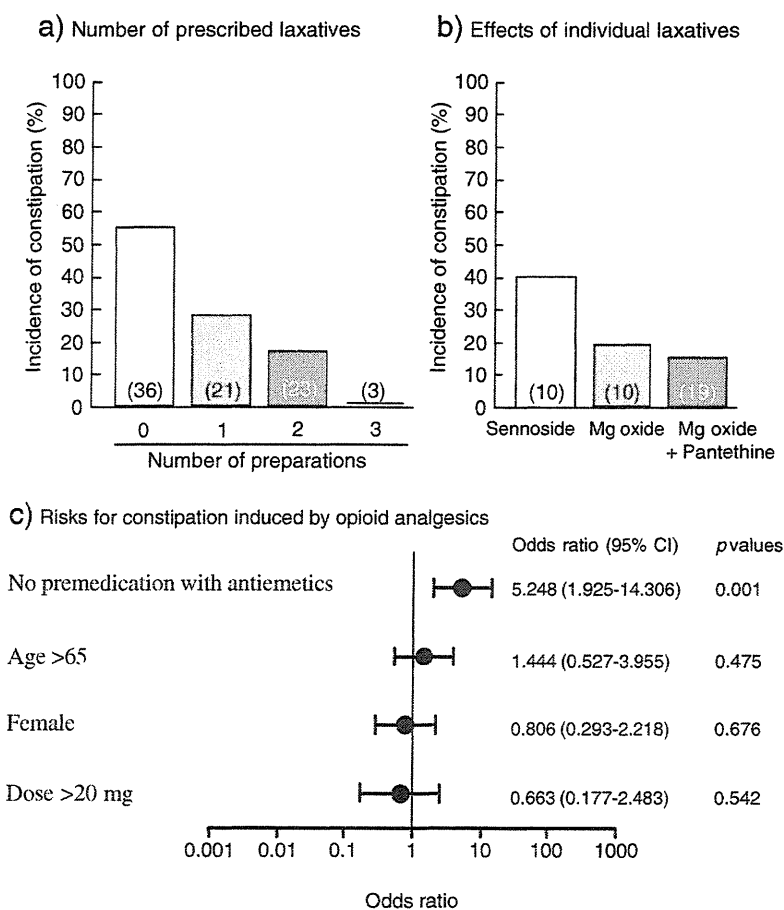 a) Number of prescribed laxatives
Incidence of constipation (%)
100
90
80
70
60
50
40
30
20
10
0
(36)
(21)
(23)
(3)
0 1 2 3
Number of preparations
b) Effects of individual laxatives
Incidence of constipation (%)
100
90
80
70
60
50
40
30
20
10
0
(10)
(10)
(19)
Sennoside Mg oxide Mg oxide
+ Pantethine
c) Risks for constipation induced by opioid analgesics
Odds ratio (95% CI) p values
No premedication with antiemetics 5.248 (1.925-14.306) 0.001
Age >65 1.444 (0.527-3.955) 0.475
Female 0.806 (0.293-2.218) 0.676
Dose >20 mg 0.663 (0.177-2.483) 0.542
0.001 0.01 0.1 1 10 100 1000
Odds ratio